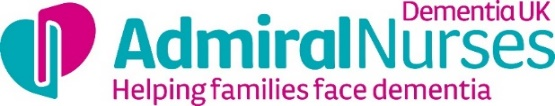 Dementia UK
AdmiralNurses
Helping families face dementia